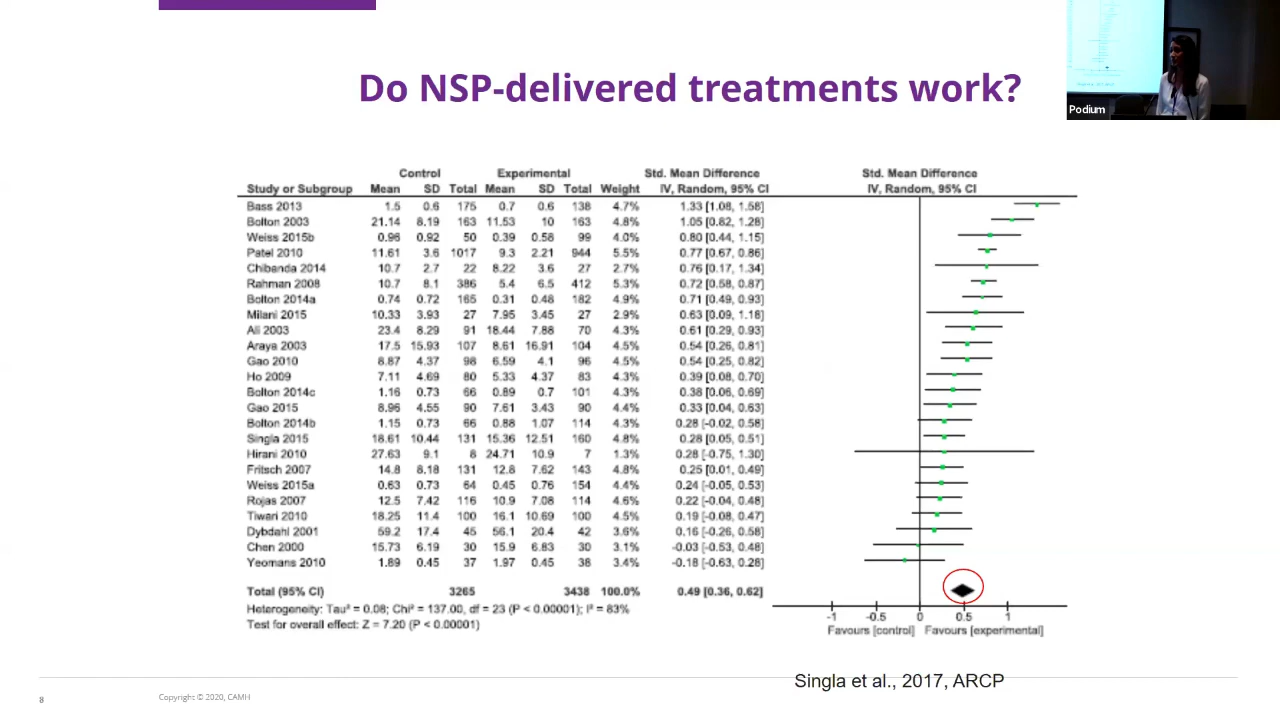 Do NSP-delivered treatments work?
Podium
Control Experimental Std. Mean Difference Std. Mean Difference
Study or Subgroup Mean SD Total Mean SD Total Weight IV, Random, 95% CI IV, Random, 95% CI
Bass 2013 1.5 0.6 175 0.7 0.6 138 4.7% 1.33 [1.08, 1.58]
Bolton 2003 21.14 8.19 163 11.53 10 163 4.8% 1.05 [0.82, 1.28]
Weiss 2015b 0.96 0.92 50 0.39 0.58 99 4.0% 0.80 [0.44, 1.15]
Patel 2010 11.61 3.6 1017 9.3 2.21 944 5.5% 0.77 [0.67, 0.86]
Chibanda 2014 10.7 2.7 22 8.22 3.6 27 2.7% 0.76 [0.17, 1.34]
Rahman 2008 10.7 8.1 386 5.4 6.5 412 5.3% 0.72 [0.58, 0.87]
Bolton 2014a 0.74 0.72 165 0.31 0.48 182 4.9% 0.71 [0.49, 0.93]
Milani 2015 10.33 3.93 27 7.95 3.45 27 2.9% 0.63 [0.09, 1.18]
Ali 2003 23.4 8.29 91 18.44 7.88 70 4.3% 0.61 [0.29, 0.93]
Araya 2003 17.5 15.93 107 8.61 16.91 104 4.5% 0.54 [0.26, 0.81]
Gao 2010 8.87 4.37 98 6.59 4.1 96 4.5% 0.54 [0.25, 0.82]
Ho 2009 7.11 4.69 80 5.33 4.37 83 4.3% 0.39 [0.08, 0.70]
Bolton 2014c 1.16 0.73 66 0.89 0.7 101 4.3% 0.38 [0.06, 0.69]
Gao 2015 8.96 4.55 90 7.61 3.43 90 4.4% 0.33 [0.04, 0.63]
Bolton 2014b 1.15 0.73 66 0.88 1.07 114 4.3% 0.28 [-0.02, 0.58]
Singla 2015 18.61 10.44 131 15.36 12.51 160 4.8% 0.28 [0.05, 0.51]
Hirani 2010 27.63 9.1 8 24.71 10.9 7 1.3% 0.28 [-0.75, 1.30]
Fritsch 2007 14.8 8.18 131 12.8 7.62 143 4.8% 0.25 [0.01, 0.49]
Weiss 2015a 0.63 0.73 64 0.45 0.76 154 4.5% 0.24 [-0.05, 0.53]
Rojas 2007 12.5 7.42 116 10.9 7.08 114 4.6% 0.22 [-0.04, 0.48]
Tiwari 2010 18.25 11.4 100 16.1 10.69 100 4.5% 0.19 [-0.08, 0.47]
Dybdahl 2001 59.2 17.4 45 56.1 20.4 42 3.6% 0.16 [-0.26, 0.58]
Chen 2000 15.73 6.19 30 15.9 6.83 30 3.1% -0.03 [-0.53, 0.48]
Yeomans 2010 1.89 0.45 37 1.97 0.45 38 3.4% -0.18 [-0.63, 0.28]
Total (95% CI) 3265 3438 100.0% 0.49 [0.36, 0.62]
Heterogeneity: Tau² = 0.08; Chi² = 137.00, df = 23 (P < 0.00001); I² = 83%
Test for overall effect: Z = 7.20 (P < 0.00001)
-1 -0.5 0 0.5 1
Favours [control] Favours [experimental]
Singla et al., 2017, ARCP
8 Copyright © 2020, CAMH